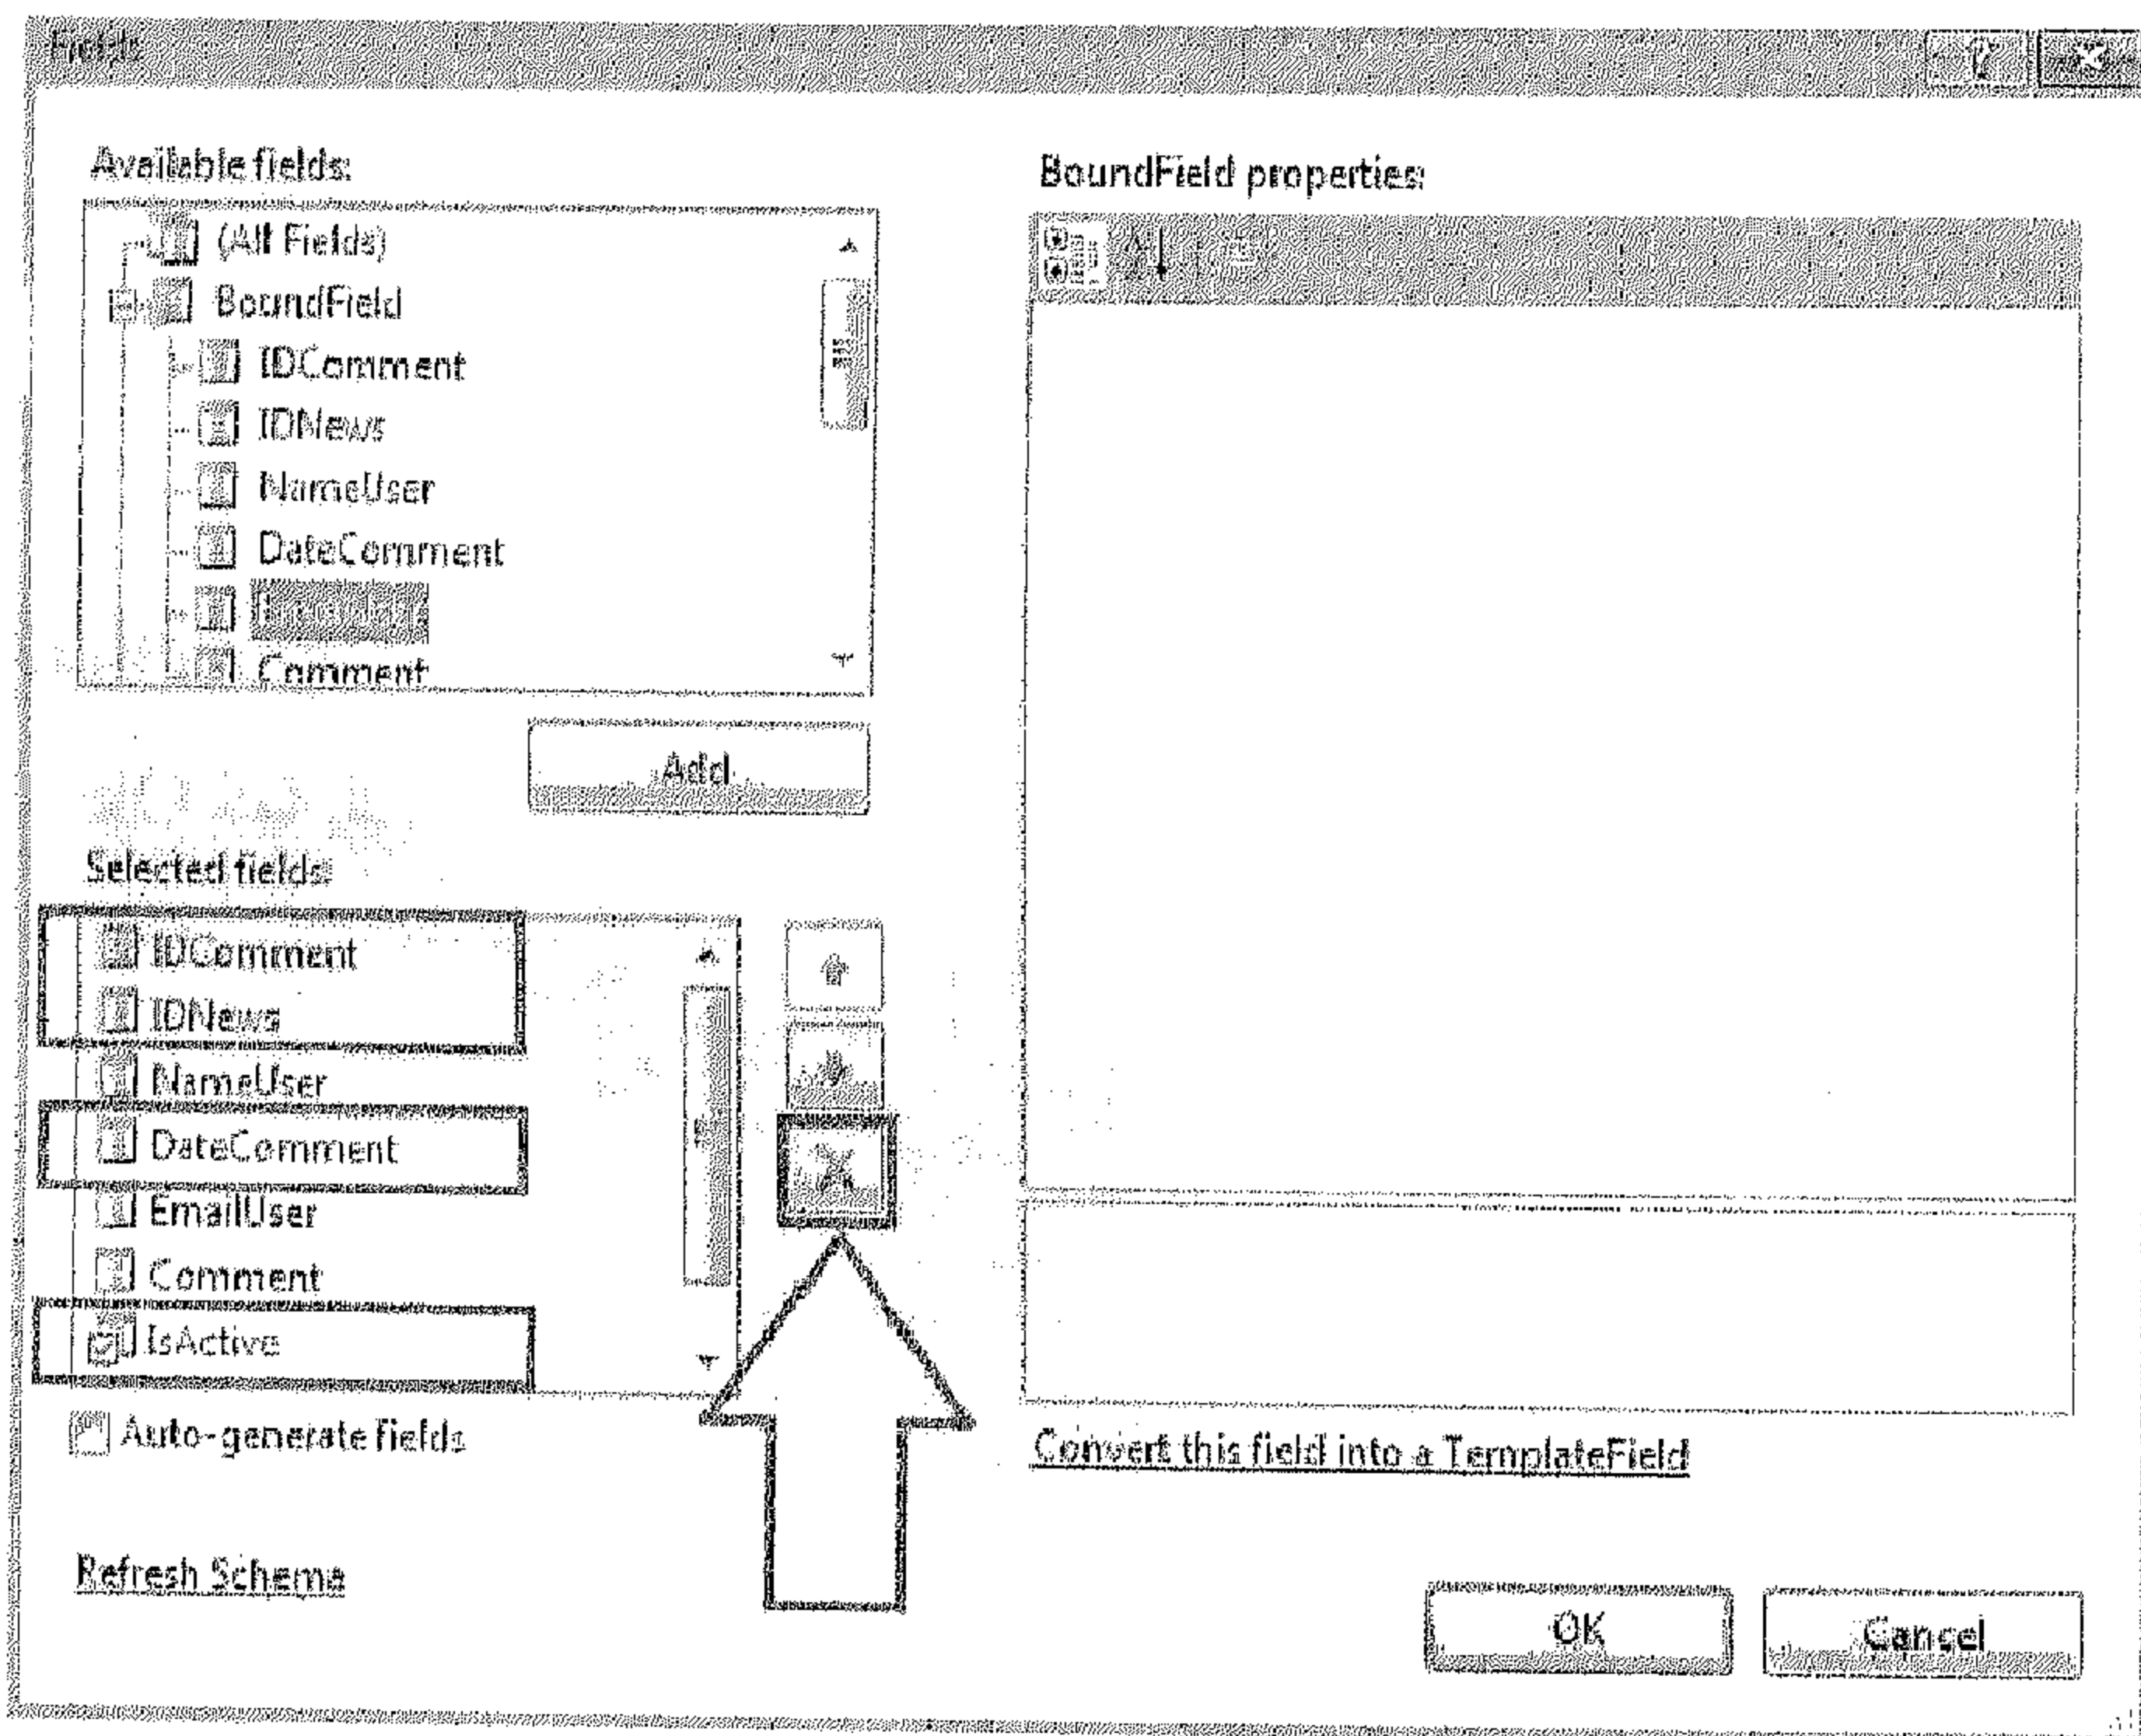 Fields
Available fields:
(All Fields)
BoundField
IDComment
IDNews
NameUser
DateComment
Comment
Add
Selected fields:
IDComment
IDNews
NameUser
DateComment
EmailUser
Comment
IsActive
Auto-generate fields
Refresh Schema
BoundField properties:
Convert this field into a TemplateField
OK
Cancel